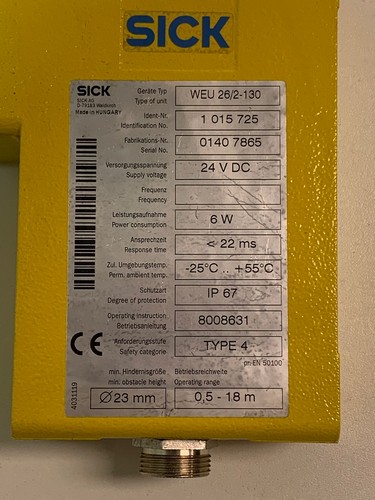 SICK
SICK
SICK AG
D-79183 Waldkirch
Made in HUNGARY
Geräte Typ
Type of unit
WEU 26/2-130
Ident-Nr.
Identification No.
1 015 725
Fabrikations-Nr.
Serial No.
0140 7865
Versorgungsspannung
Supply voltage
24 V DC
Frequenz
Frequency
Leistungsaufnahme
Power consumption
6 W
Ansprechzeit
Response time
< 22 ms
Zul. Umgebungstemp.
Perm. ambient temp.
-25°C .. +55°C
Schutzart
Degree of protection
IP 67
Operating instruction
Betriebsanleitung
8008631
Anforderungsstufe
Safety category
TYPE 4
prEN 50100
CE
min. Hindernisgröße
min. obstacle height
Ø 23 mm
Betriebsreichweite
Operating range
0,5 - 18 m
4031119